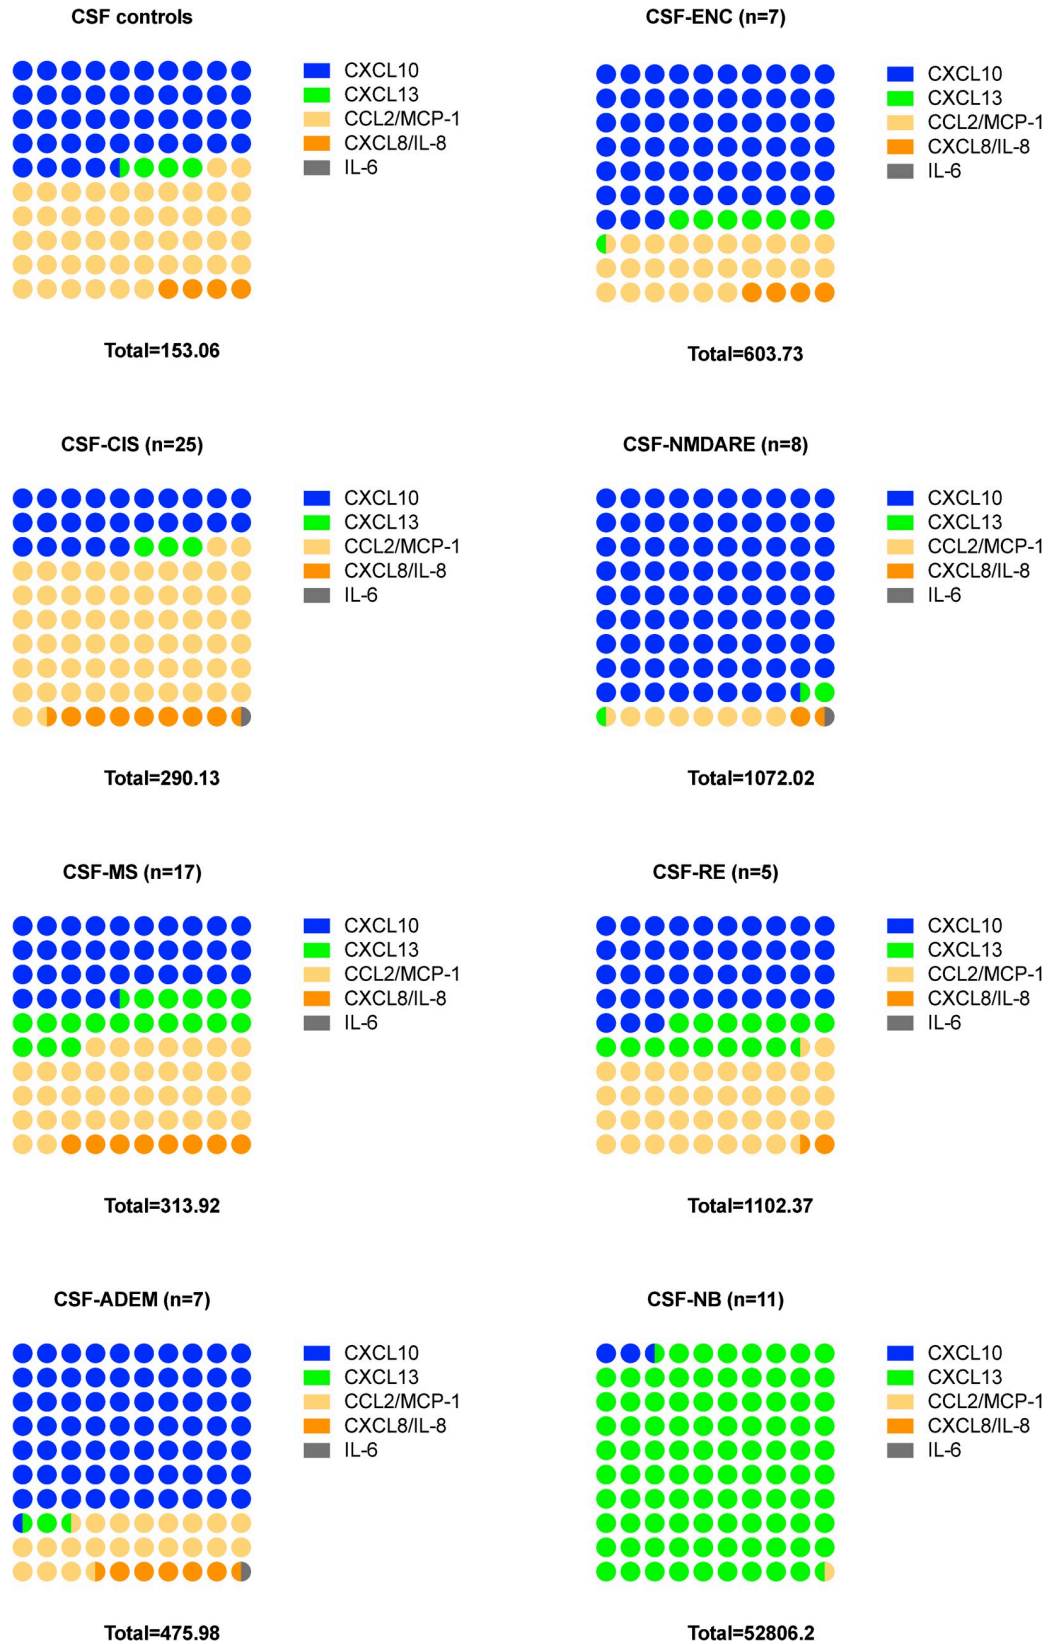 CSF controls
CXCL10
CXCL13
CCL2/MCP-1
CXCL8/IL-8
IL-6
Total=153.06
CSF-ENC (n=7)
CXCL10
CXCL13
CCL2/MCP-1
CXCL8/IL-8
IL-6
Total=603.73
CSF-CIS (n=25)
CXCL10
CXCL13
CCL2/MCP-1
CXCL8/IL-8
IL-6
Total=290.13
CSF-NMDARE (n=8)
CXCL10
CXCL13
CCL2/MCP-1
CXCL8/IL-8
IL-6
Total=1072.02
CSF-MS (n=17)
CXCL10
CXCL13
CCL2/MCP-1
CXCL8/IL-8
IL-6
Total=313.92
CSF-RE (n=5)
CXCL10
CXCL13
CCL2/MCP-1
CXCL8/IL-8
IL-6
Total=1102.37
CSF-ADEM (n=7)
CXCL10
CXCL13
CCL2/MCP-1
CXCL8/IL-8
IL-6
Total=475.98
CSF-NB (n=11)
CXCL10
CXCL13
CCL2/MCP-1
CXCL8/IL-8
IL-6
Total=52806.2